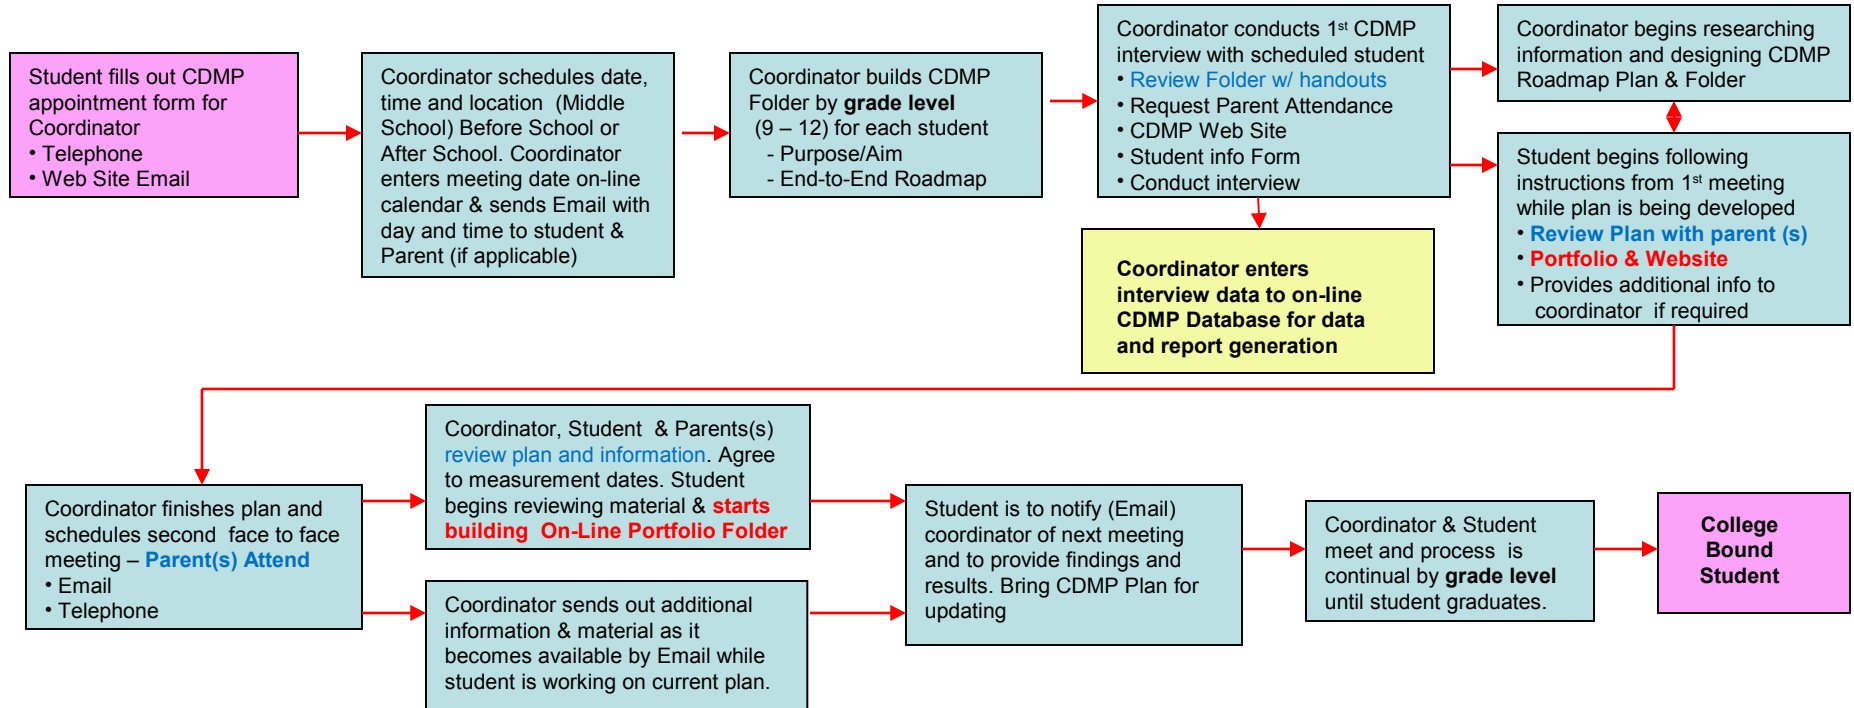 Student fills out CDMP
appointment form for
Coordinator
• Telephone
• Web Site Email
Coordinator schedules date,
time and location (Middle
School) Before School or
After School. Coordinator
enters meeting date on-line
calendar & sends Email with
day and time to student &
Parent (if applicable)
Coordinator builds CDMP
Folder by grade level
(9 – 12) for each student
- Purpose/Aim
- End-to-End Roadmap
Coordinator conducts 1st CDMP
interview with scheduled student
• Review Folder w/ handouts
• Request Parent Attendance
• CDMP Web Site
• Student info Form
• Conduct interview
Coordinator begins researching
information and designing CDMP
Roadmap Plan & Folder
Student begins following
instructions from 1st meeting
while plan is being developed
• Review Plan with parent (s)
• Portfolio & Website
• Provides additional info to
coordinator if required
Coordinator enters
interview data to on-line
CDMP Database for data
and report generation
Coordinator finishes plan and
schedules second face to face
meeting – Parent(s) Attend
• Email
• Telephone
Coordinator, Student & Parents(s)
review plan and information. Agree
to measurement dates. Student
begins reviewing material & starts
building On-Line Portfolio Folder
Coordinator sends out additional
information & material as it
becomes available by Email while
student is working on current plan.
Student is to notify (Email)
coordinator of next meeting
and to provide findings and
results. Bring CDMP Plan for
updating
Coordinator & Student
meet and process is
continual by grade level
until student graduates.
College
Bound
Student